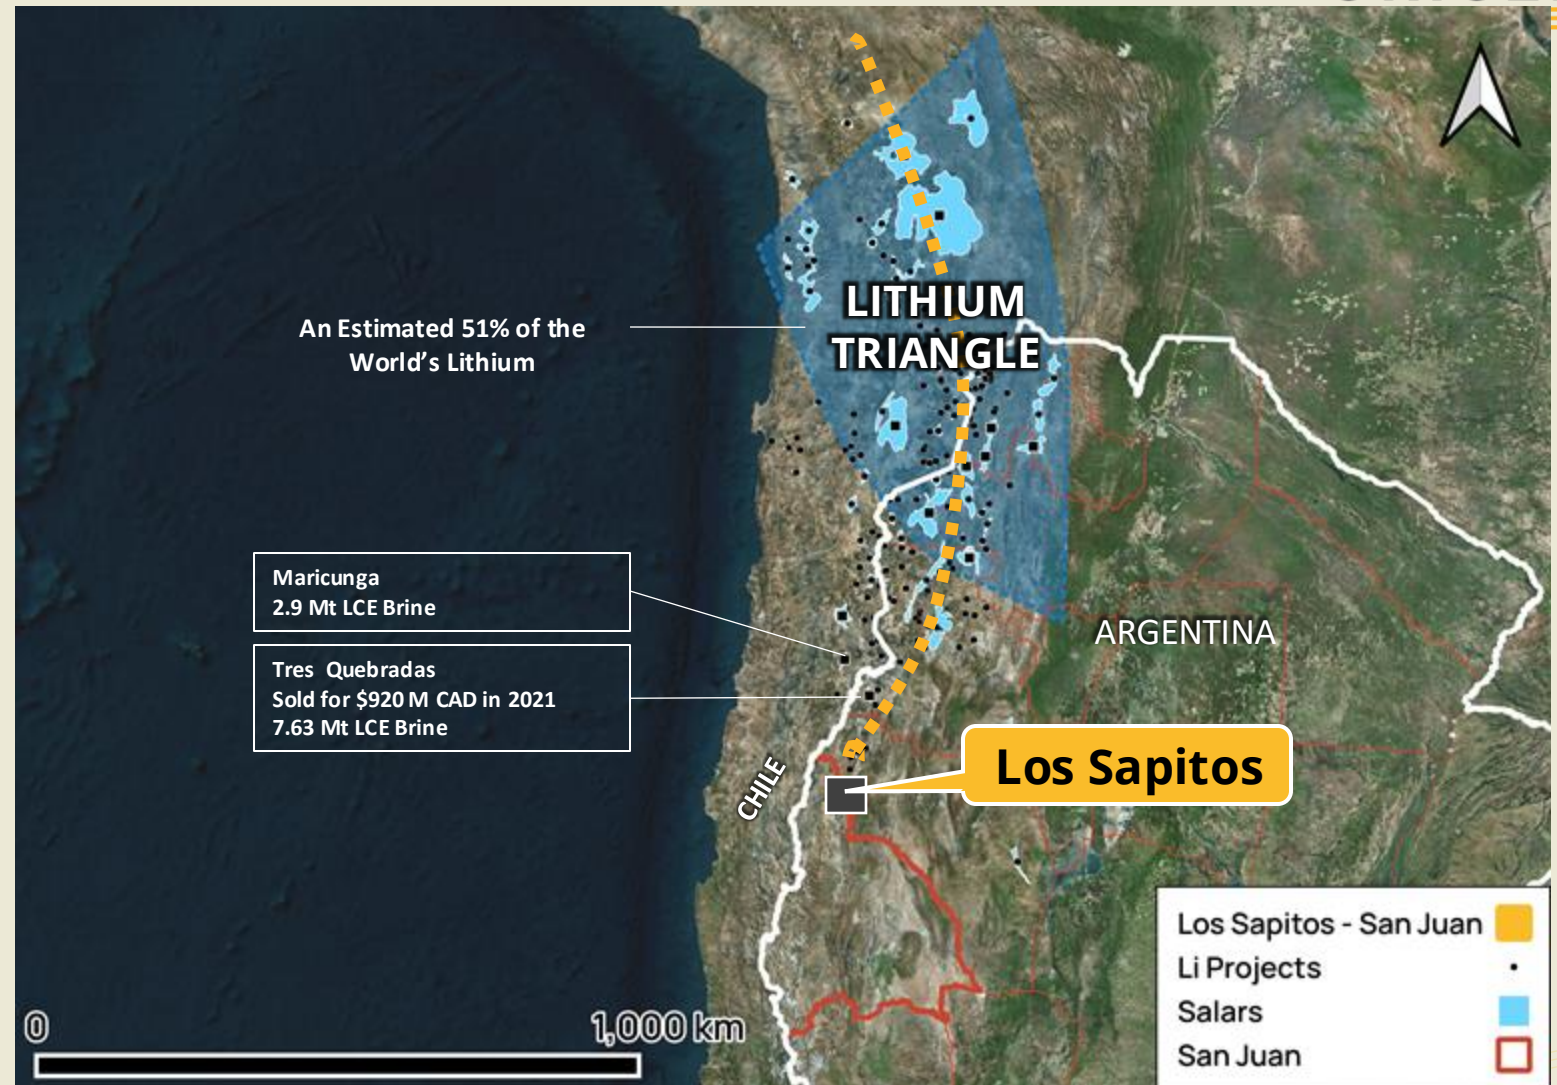 LITHIUM
TRIANGLE
An Estimated 51% of the
World's Lithium
Maricunga
2.9 Mt LCE Brine
Tres Quebradas
Sold for $920 M CAD in 2021
7.63 Mt LCE Brine
ARGENTINA
Los Sapitos
CHILE
Los Sapitos - San Juan
Li Projects
Salars
San Juan
0
1,000 km